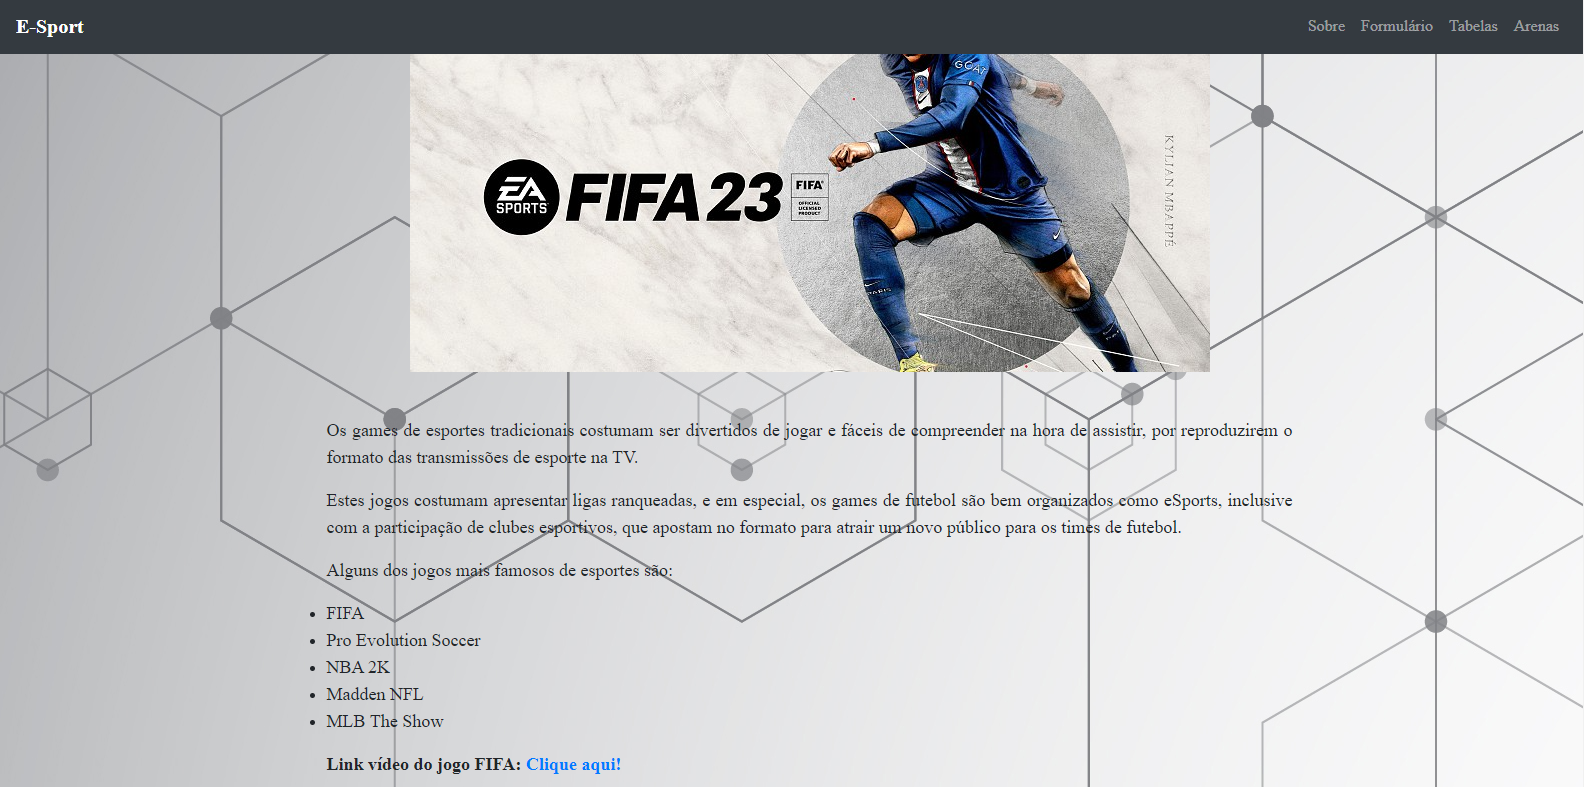 E-Sport
Sobre Formulário Tabelas Arenas
GOAT
KYLIAN MBAPPÉ
EA SPORTS FIFA 23
FIFA
OFFICIAL
LICENSED
PRODUCT
PARIS
Os games de esportes tradicionais costumam ser divertidos de jogar e fáceis de compreender na hora de assistir, por reproduzirem o
formato das transmissões de esporte na TV.
Estes jogos costumam apresentar ligas ranqueadas, e em especial, os games de futebol são bem organizados como eSports, inclusive
com a participação de clubes esportivos, que apostam no formato para atrair um novo público para os times de futebol.
Alguns dos jogos mais famosos de esportes são:
FIFA
Pro Evolution Soccer
NBA 2K
Madden NFL
MLB The Show
Link vídeo do jogo FIFA: Clique aqui!